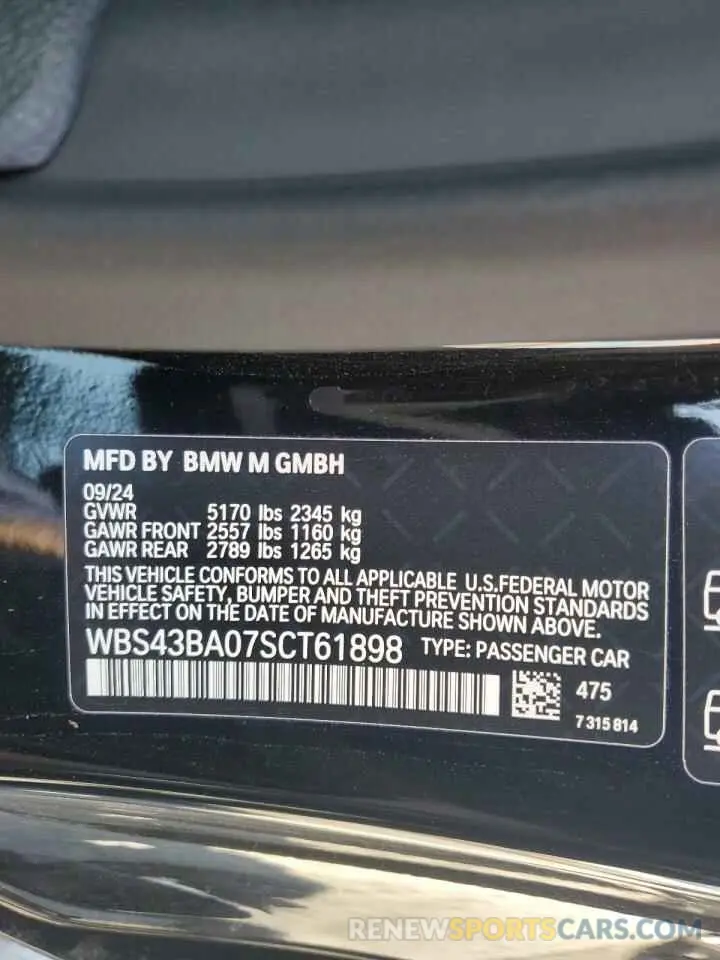 MFD BY BMW M GMBH
09/24
GVWR 5170 lbs 2345 kg
GAWR FRONT 2557 lbs 1160 kg
GAWR REAR 2789 lbs 1265 kg
THIS VEHICLE CONFORMS TO ALL APPLICABLE U.S.FEDERAL MOTOR
VEHICLE SAFETY, BUMPER AND THEFT PREVENTION STANDARDS
IN EFFECT ON THE DATE OF MANUFACTURE SHOWN ABOVE.
WBS43BA07SCT61898 TYPE: PASSENGER CAR
475
7 315 814
RENEWSPORTSCARS.COM